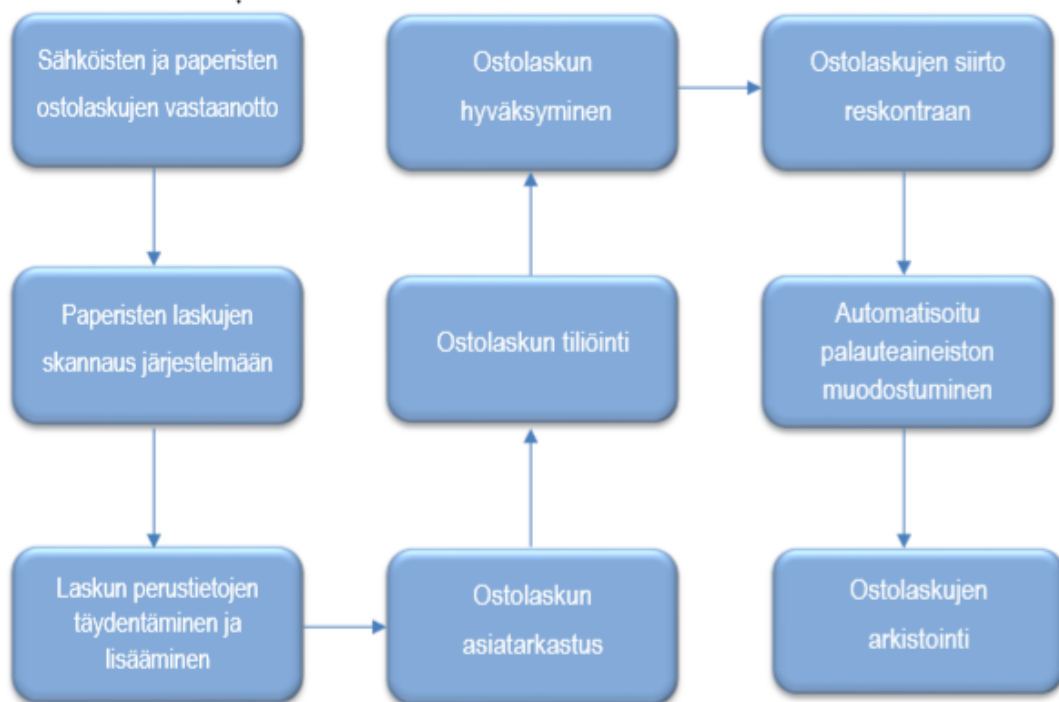 Sähköisten ja paperisten
ostolaskujen vastaanotto
Paperisten laskujen
skannaus järjestelmään
Laskun perustietojen
täydentäminen ja
lisääminen
Ostolaskun
asiatarkastus
Ostolaskun tiliöinti
Ostolaskun
hyväksyminen
Ostolaskujen siirto
reskontraan
Automatisoitu
palauteaineiston
muodostuminen
Ostolaskujen
arkistointi